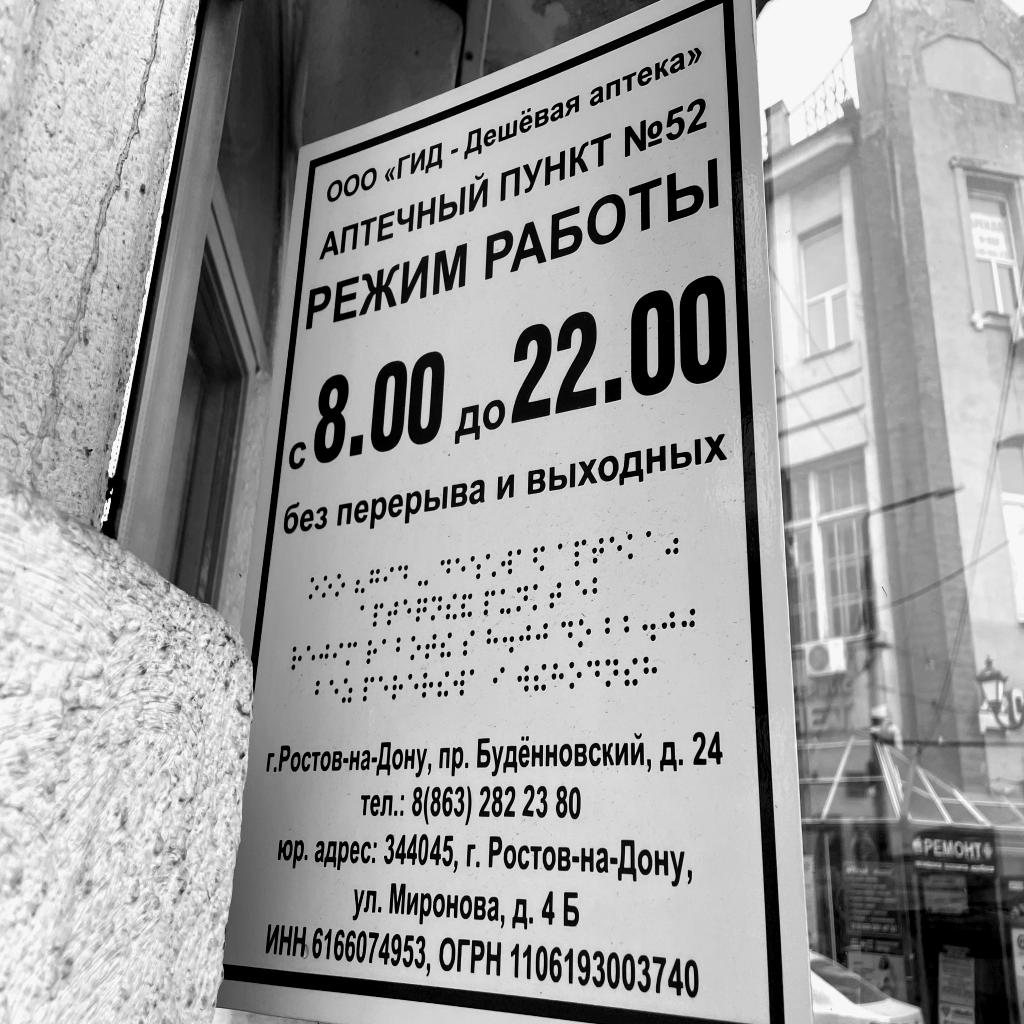 ООО «ГИД - Дешёвая аптека»
АПТЕЧНЫЙ ПУНКТ №52
РЕЖИМ РАБОТЫ
с 8.00 до 22.00
без перерыва и выходных
г.Ростов-на-Дону, пр. Будённовский, д. 24
тел.: 8(863) 282 23 80
юр. адрес: 344045, г. Ростов-на-Дону,
ул. Миронова, д. 4 Б
ИНН 6166074953, ОГРН 1106193003740
РЕМОНТ